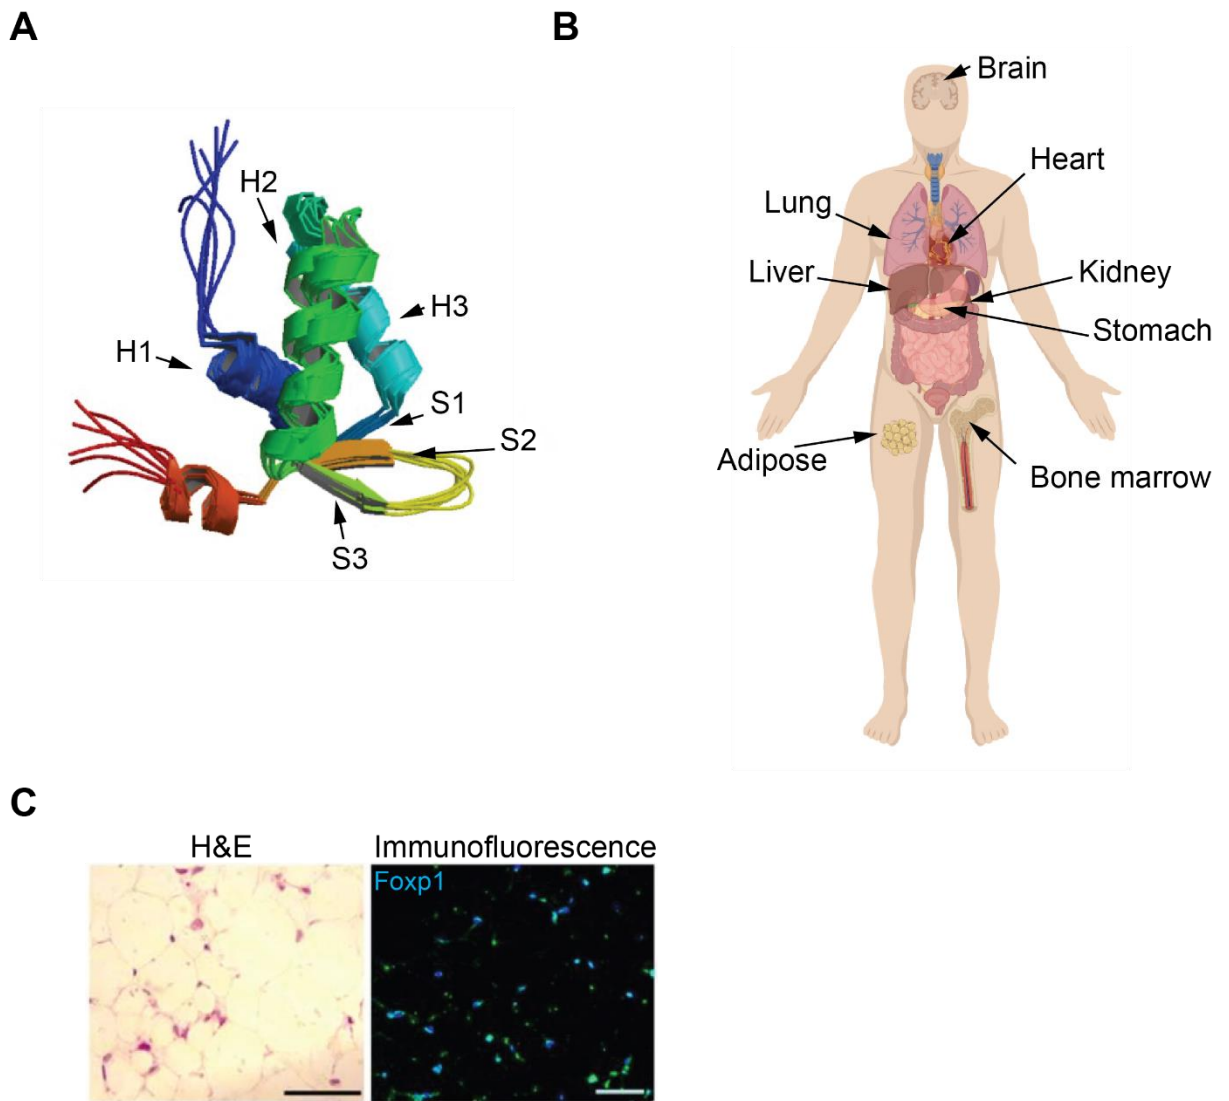 A
H2
H1
H3
S1
S2
S3
B
Brain
Heart
Lung
Liver
Kidney
Stomach
Adipose
Bone marrow
C
H&E
Immunofluorescence
Foxp1